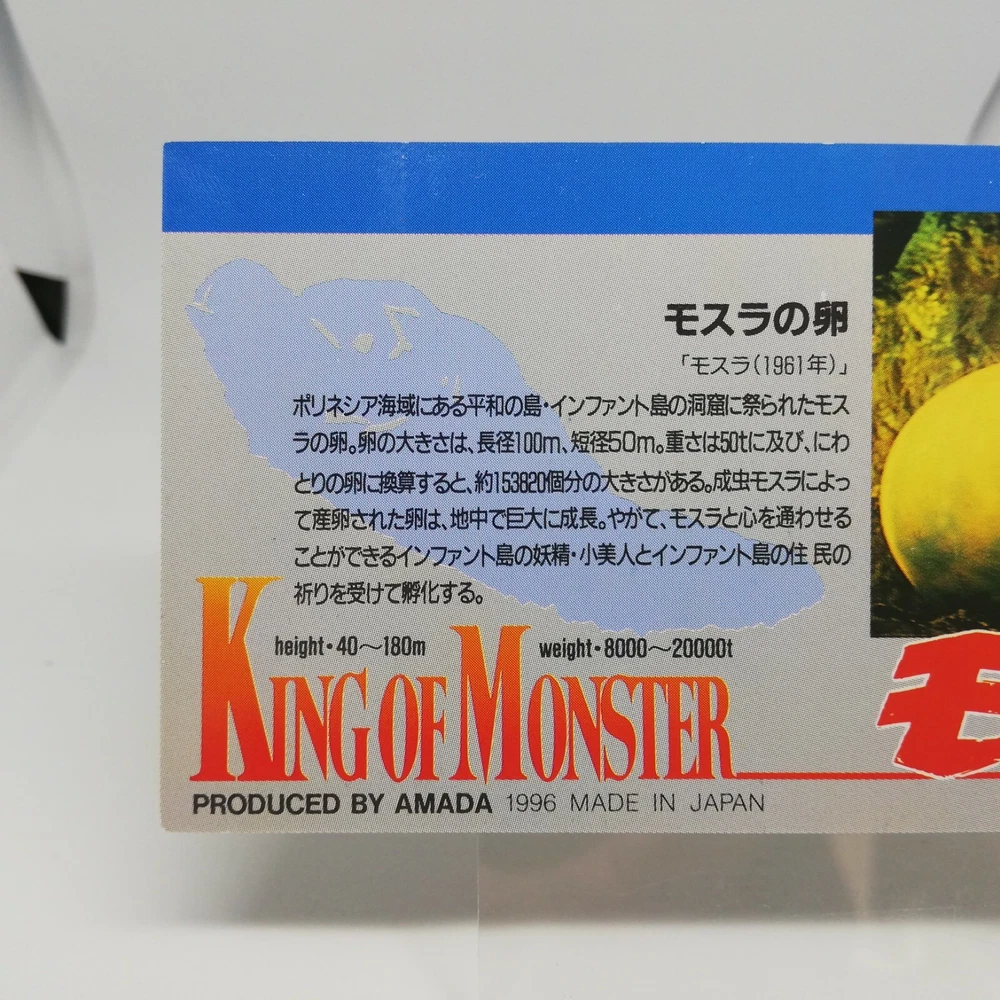 モスラの卵
「モスラ(1961年)」
ポリネシア海域にある平和の島・インファント島の洞窟に祭られたモス
ラの卵。卵の大きさは、長径100m、短径50m。重さは50tに及び、にわ
とりの卵に換算すると、約153820個分の大きさがある。成虫モスラによっ
て産卵された卵は、地中で巨大に成長。やがて、モスラと心を通わせる
ことができるインファント島の妖精・小美人とインファント島の住民の
祈りを受けて孵化する。
height・40〜180m weight・8000〜20000t
KING OF MONSTER
モ
PRODUCED BY AMADA 1996 MADE IN JAPAN